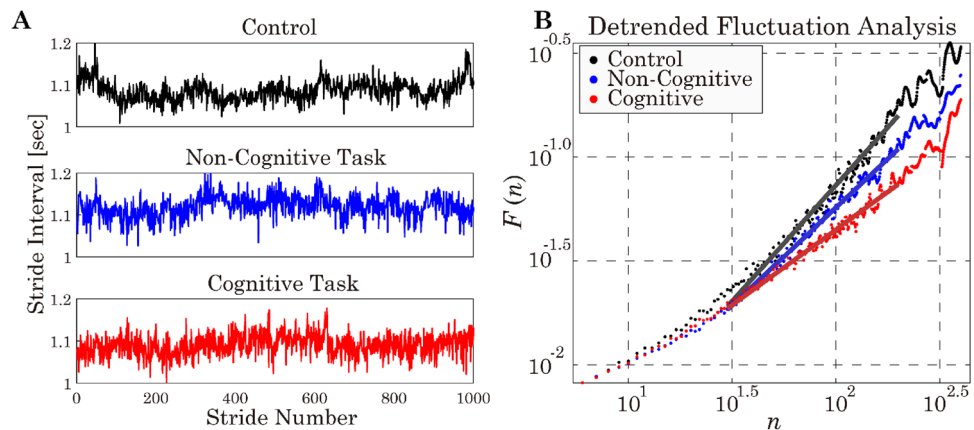 A
Control
1.2
1.1
1
Non-Cognitive Task
1.2
1.1
1
Cognitive Task
1.2
1.1
1
0 200 400 600 800 1000
Stride Number
Stride Interval [sec]
B
Detrended Fluctuation Analysis
Control
Non-Cognitive
Cognitive
10^-0.5
10^-1.0
10^-1.5
10^-2
F (n)
10^1 10^1.5 10^2 10^2.5
n